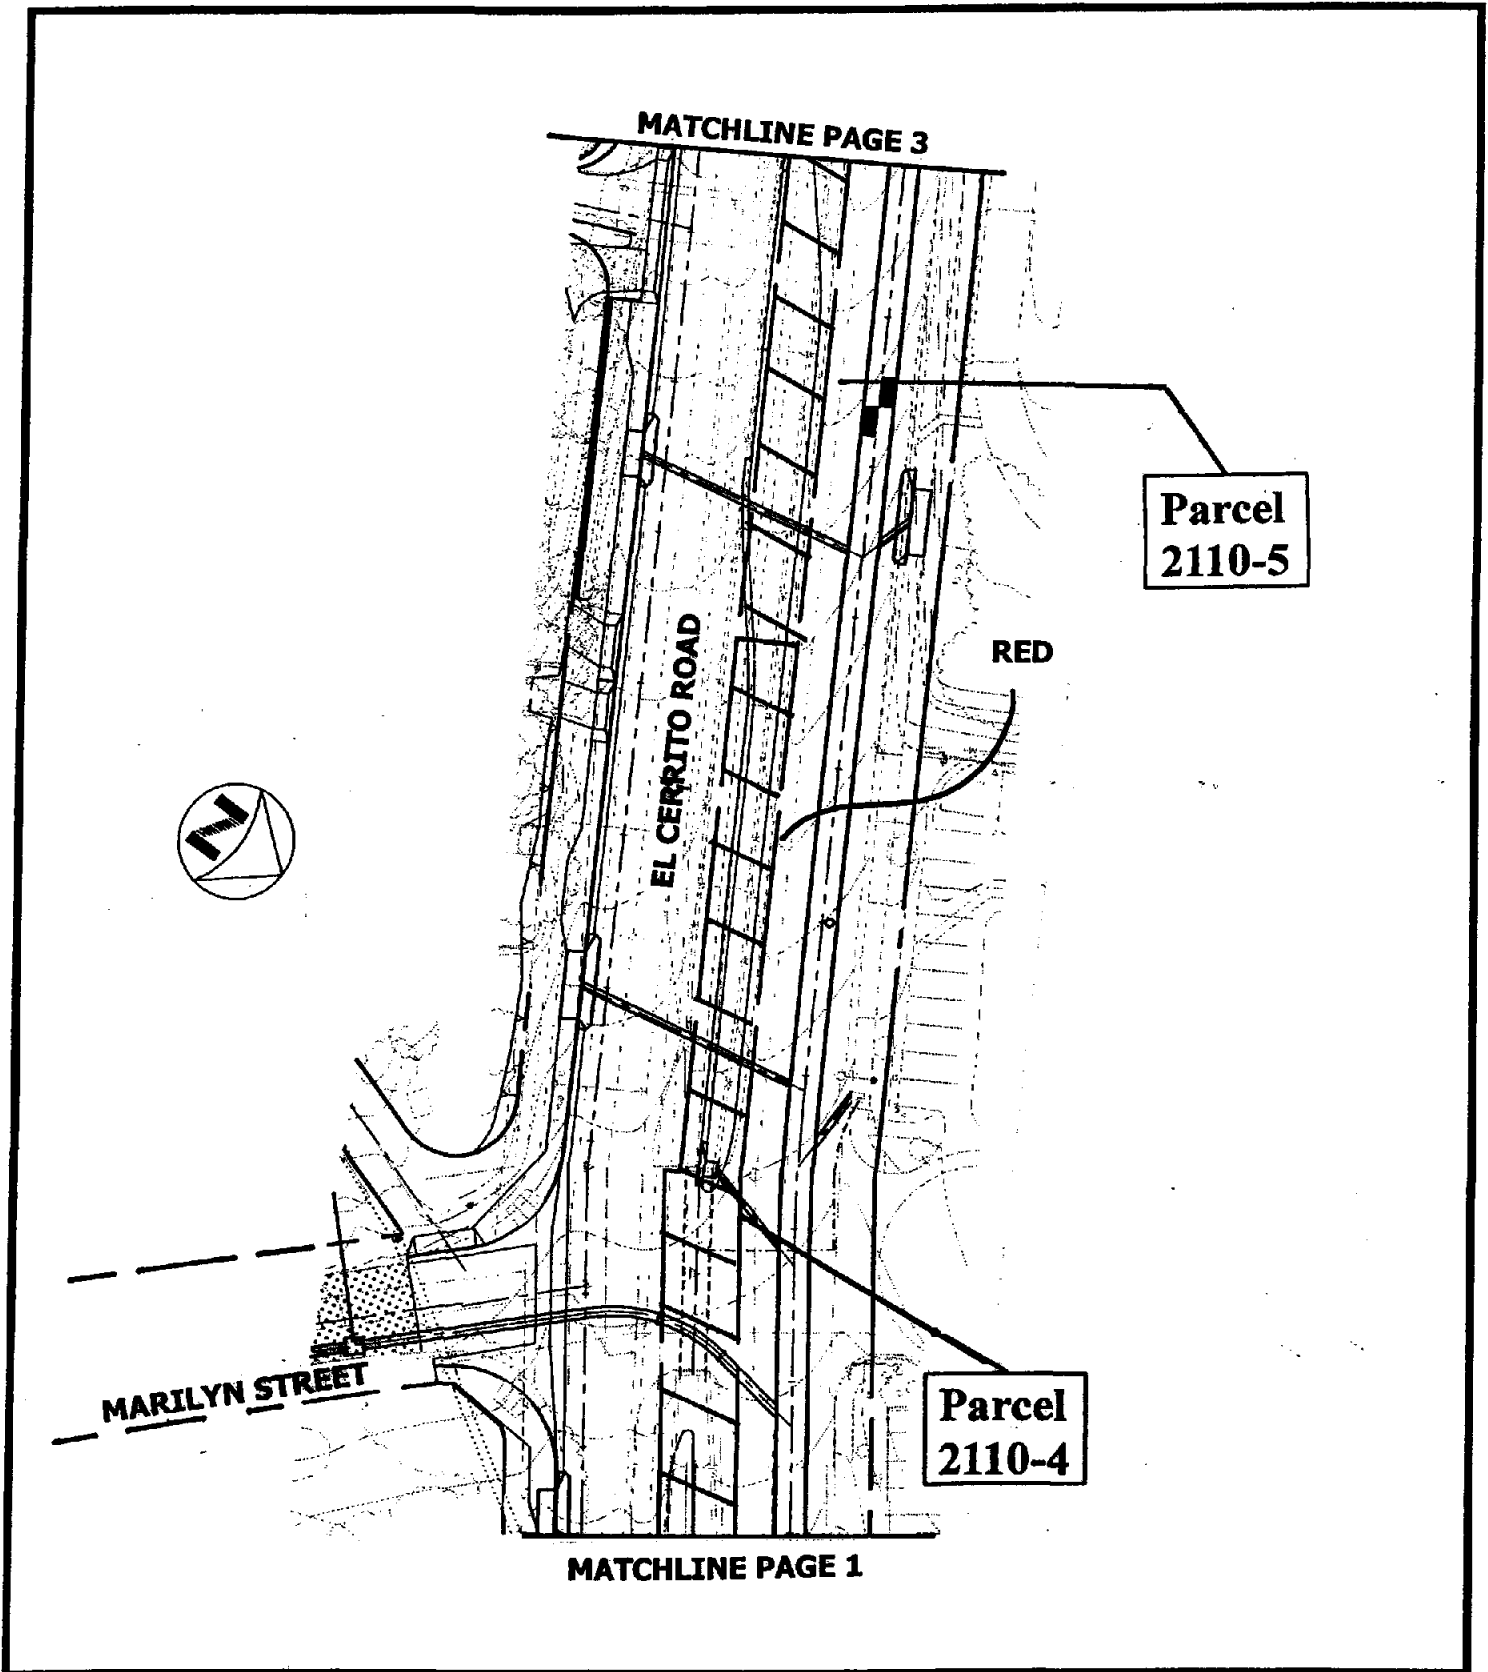 MATCHLINE PAGE 3
Parcel
2110-5
RED
EL CERRITO ROAD
N
MARILYN STREET
Parcel
2110-4
MATCHLINE PAGE 1